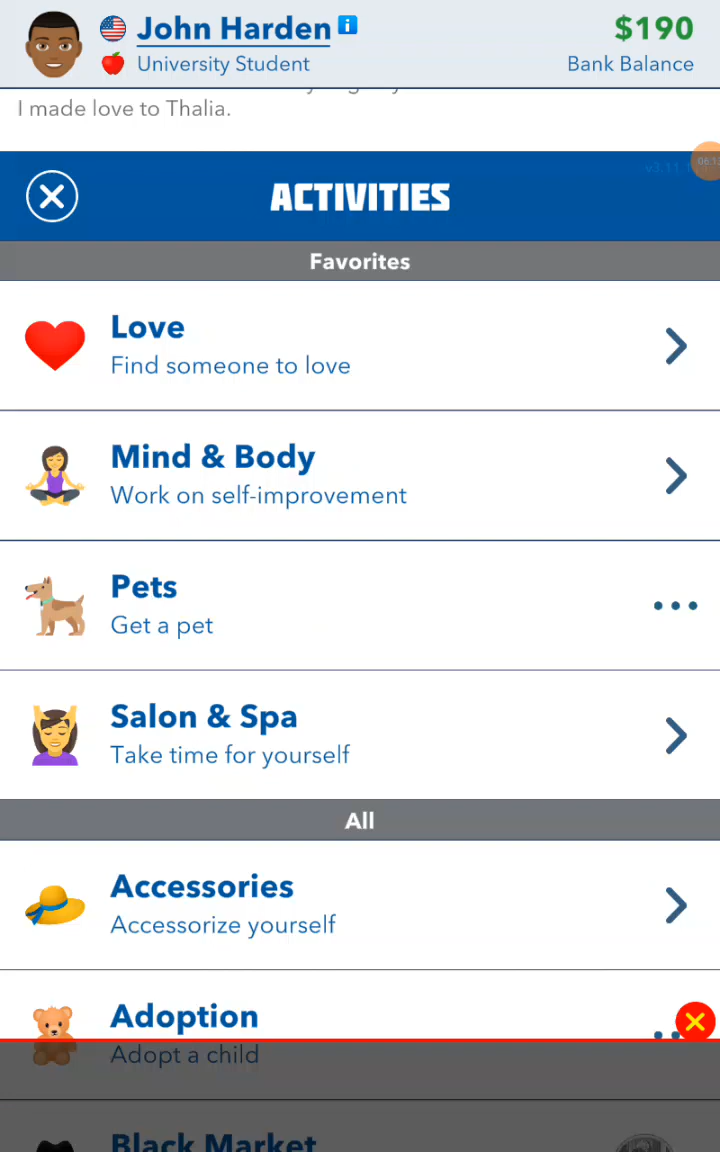 John Harden
$190
University Student
Bank Balance
I made love to Thalia.
ACTIVITIES
Favorites
Love
Find someone to love
Mind & Body
Work on self-improvement
Pets
Get a pet
Salon & Spa
Take time for yourself
All
Accessories
Accessorize yourself
Adoption
Adopt a child
Black Market